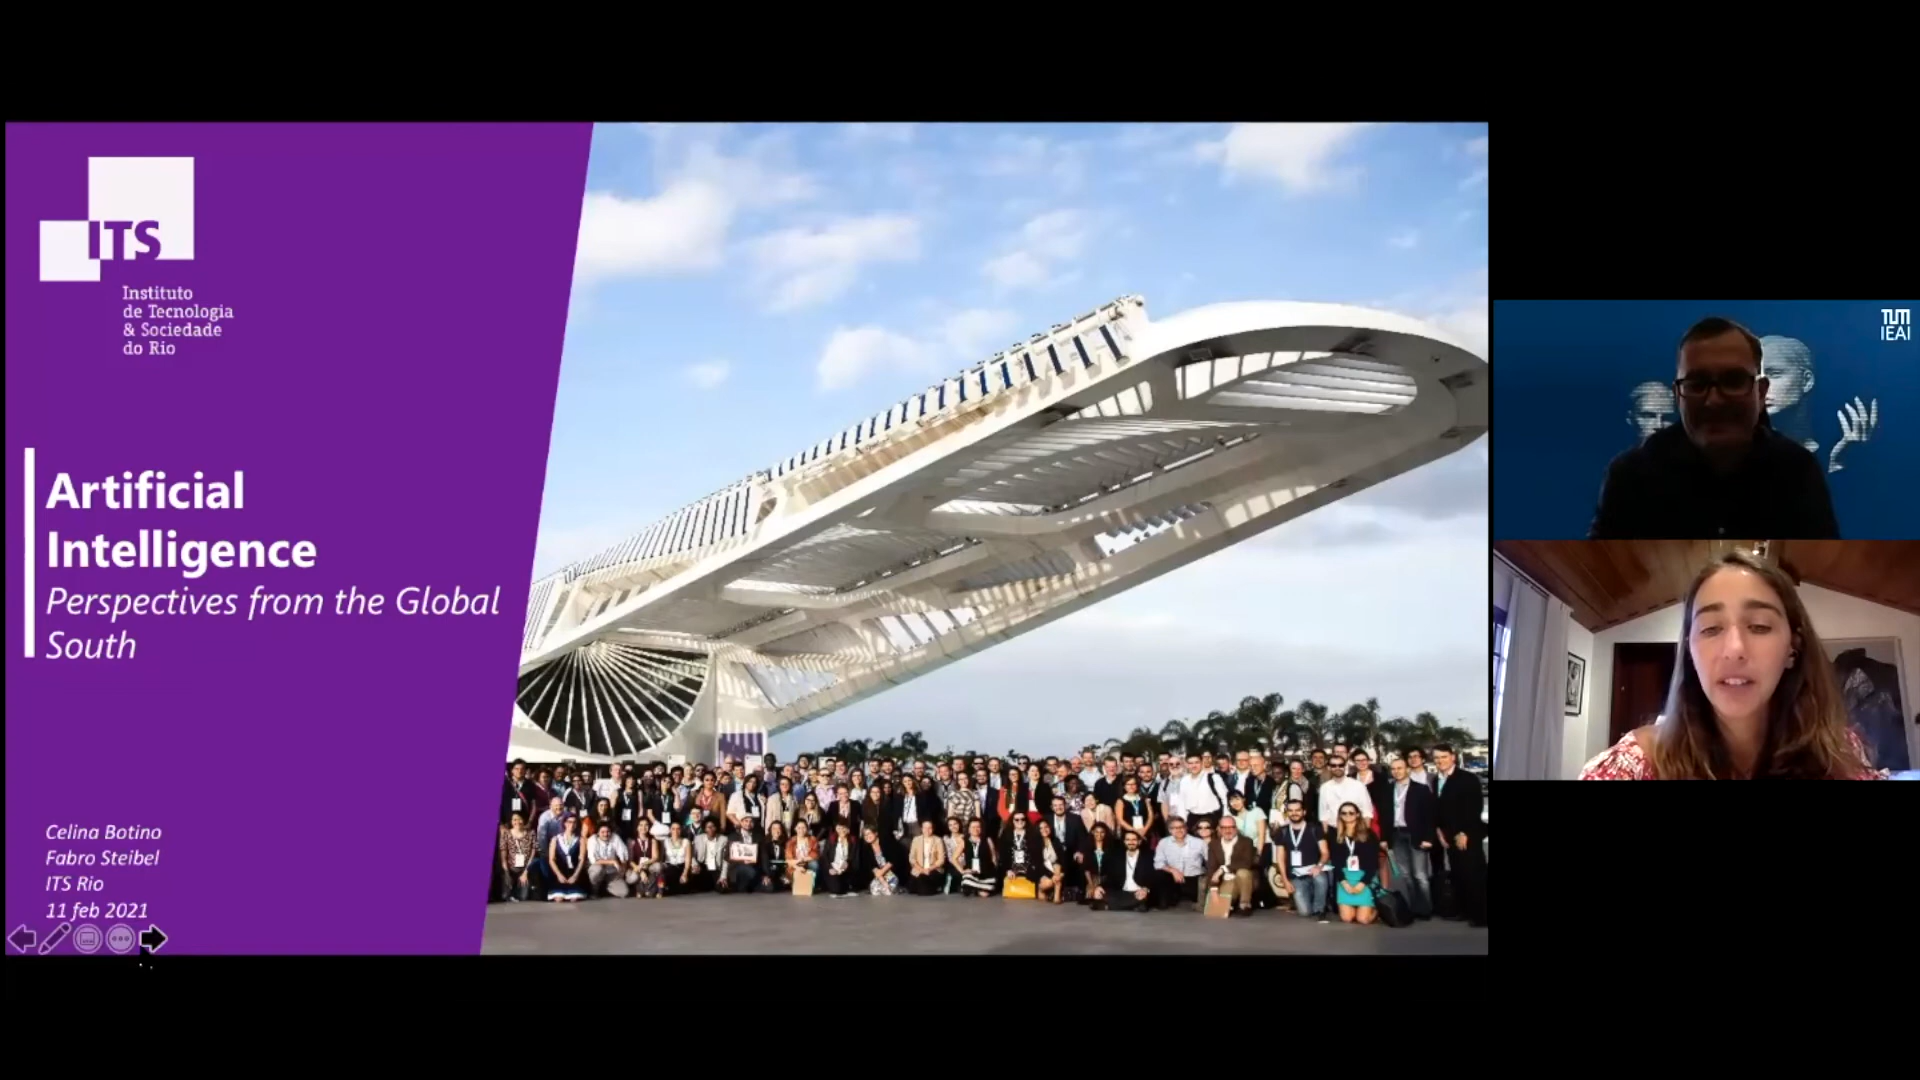 ITS
Instituto
de Tecnologia
& Sociedade
do Rio
Artificial
Intelligence
Perspectives from the Global
South
Celina Botino
Fabro Steibel
ITS Rio
11 feb 2021
TUM
IEAI